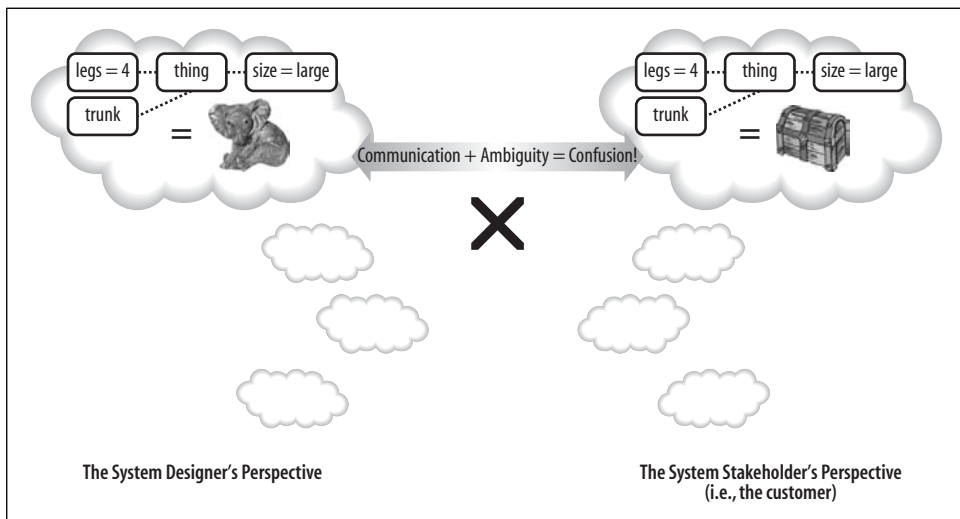 legs = 4 thing size = large
trunk
=
legs = 4 thing size = large
trunk
=
Communication + Ambiguity = Confusion!
The System Designer's Perspective
The System Stakeholder's Perspective
(i.e., the customer)